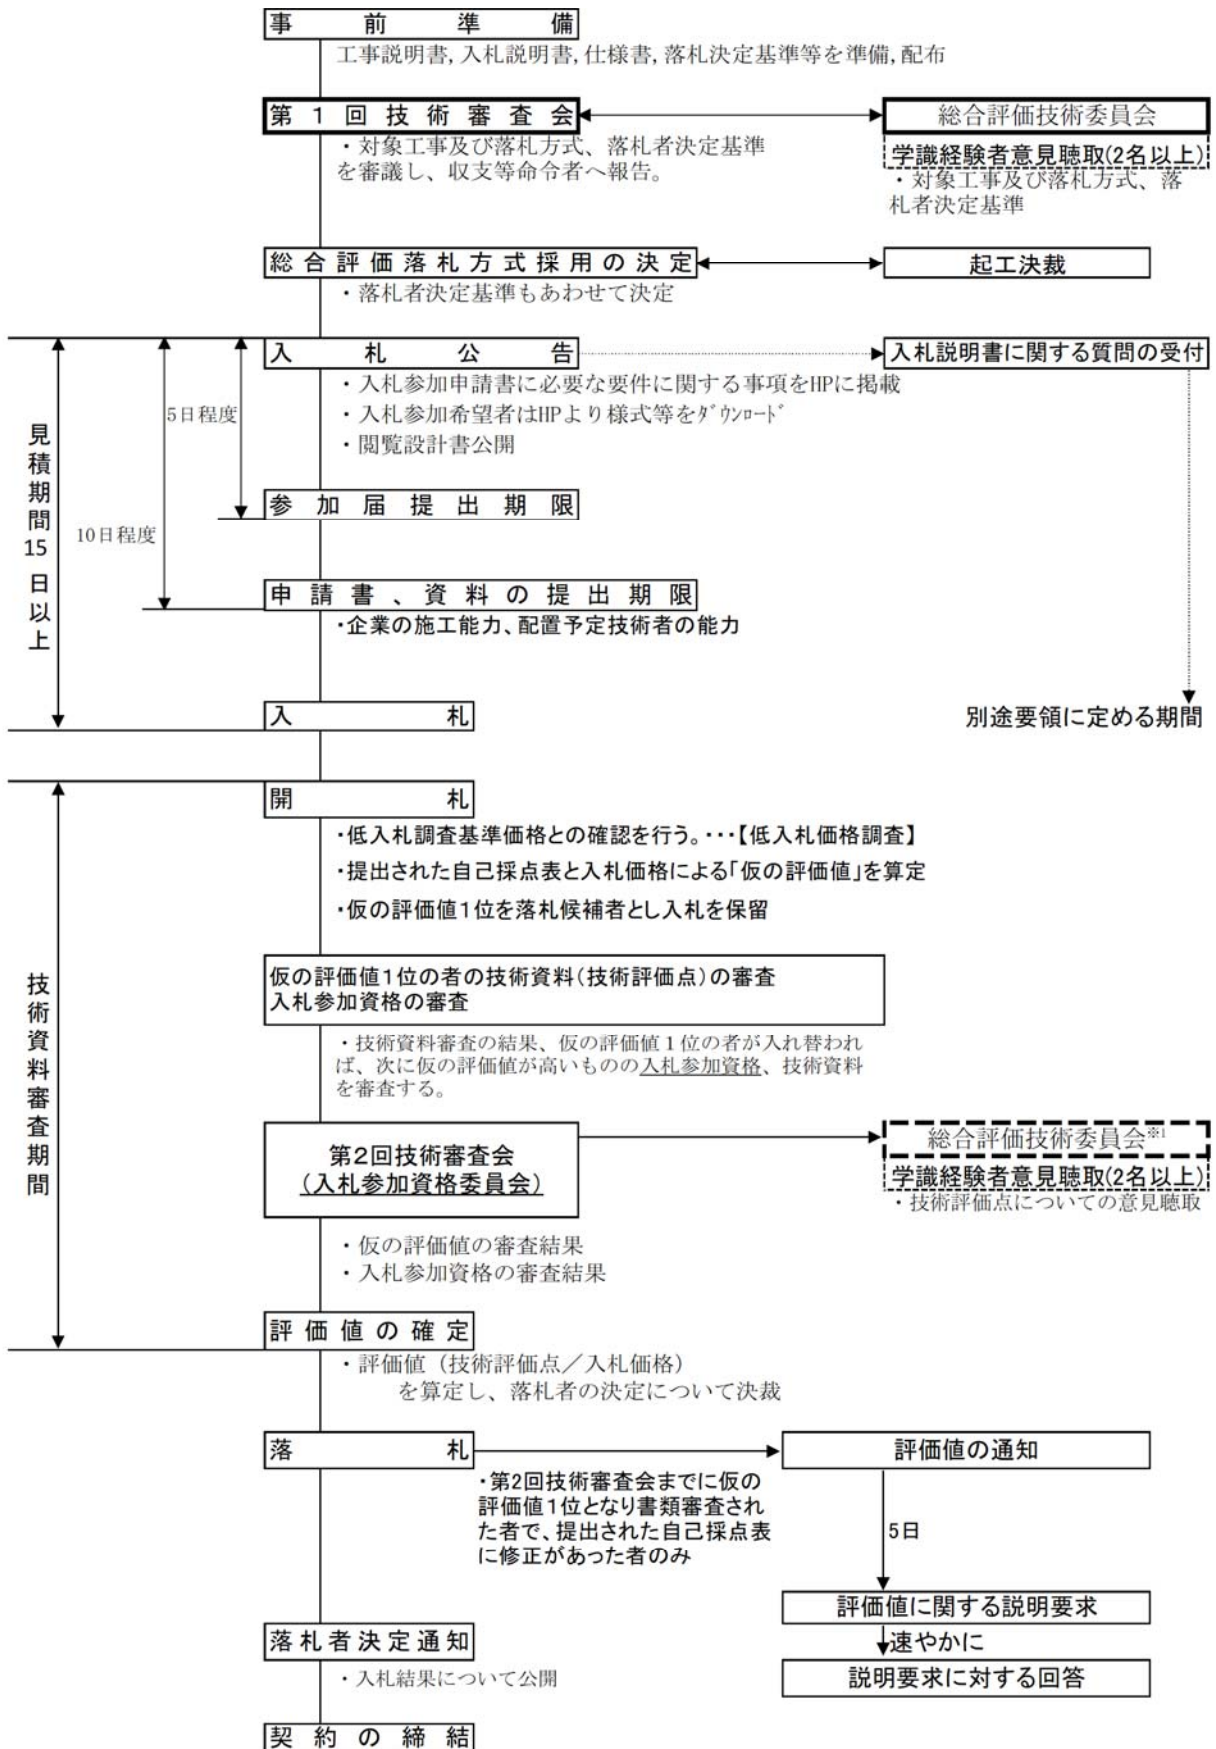 事前準備
工事説明書,入札説明書,仕様書,落札決定基準等を準備,配布
第1回技術審査会
総合評価技術委員会
・対象工事及び落札方式、落札者決定基準
を審議し、収支等命令者へ報告。
学識経験者意見聴取(2名以上)
・対象工事及び落札方式、落
札者決定基準
総合評価落札方式採用の決定
起工決裁
・落札者決定基準もあわせて決定
入札公告
入札説明書に関する質問の受付
・入札参加申請書に必要な要件に関する事項をHPに掲載
・入札参加希望者はHPより様式等をﾀﾞｳﾝﾛｰﾄﾞ
・閲覧設計書公開
5日程度
10日程度
見積期間15日以上
参加届提出期限
申請書、資料の提出期限
・企業の施工能力、配置予定技術者の能力
入札
別途要領に定める期間
開札
・低入札調査基準価格との確認を行う。・・・【低入札価格調査】
・提出された自己採点表と入札価格による「仮の評価値」を算定
・仮の評価値1位を落札候補者とし入札を保留
技術資料審査期間
仮の評価値1位の者の技術資料(技術評価点)の審査
入札参加資格の審査
・技術資料審査の結果、仮の評価値１位の者が入れ替われ
ば、次に仮の評価値が高いものの入札参加資格、技術資料
を審査する。
第2回技術審査会
(入札参加資格委員会)
総合評価技術委員会※1
学識経験者意見聴取(2名以上)
・技術評価点についての意見聴取
・仮の評価値の審査結果
・入札参加資格の審査結果
評価値の確定
・評価値（技術評価点／入札価格）
を算定し、落札者の決定について決裁
落札
評価値の通知
・第2回技術審査会までに仮の
評価値1位となり書類審査され
た者で、提出された自己採点表
に修正があった者のみ
5日
評価値に関する説明要求
落札者決定通知
速やかに
・入札結果について公開
説明要求に対する回答
契約の締結